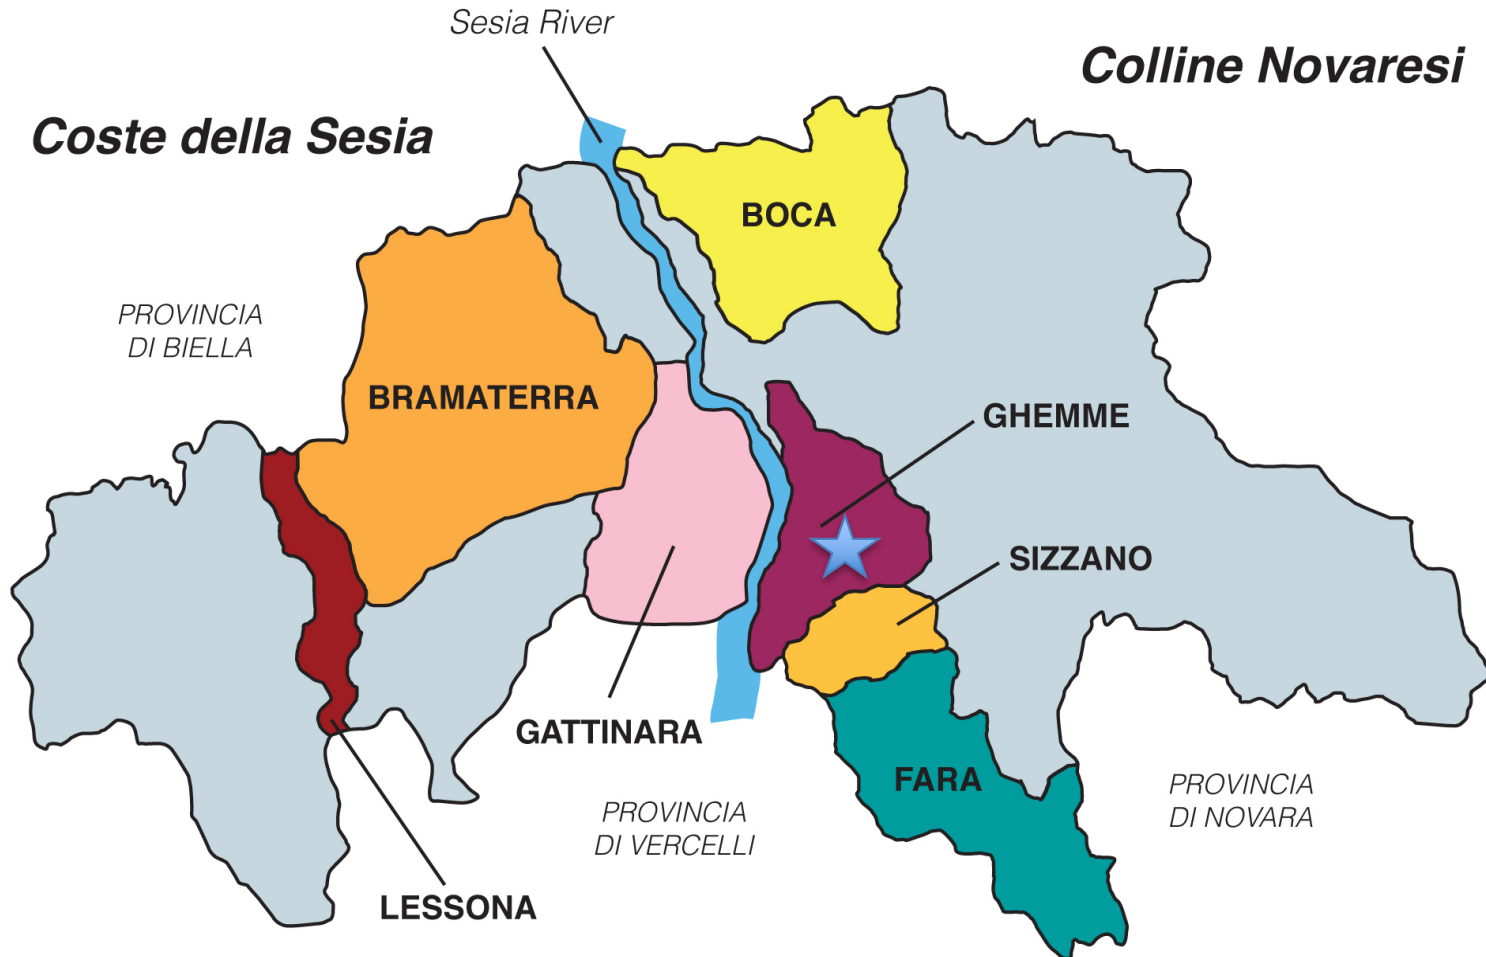 Sesia River
Colline Novaresi
Coste della Sesia
BOCA
PROVINCIA
DI BIELLA
BRAMATERRA
GHEMME
SIZZANO
GATTINARA
FARA
PROVINCIA
DI NOVARA
PROVINCIA
DI VERCELLI
LESSONA